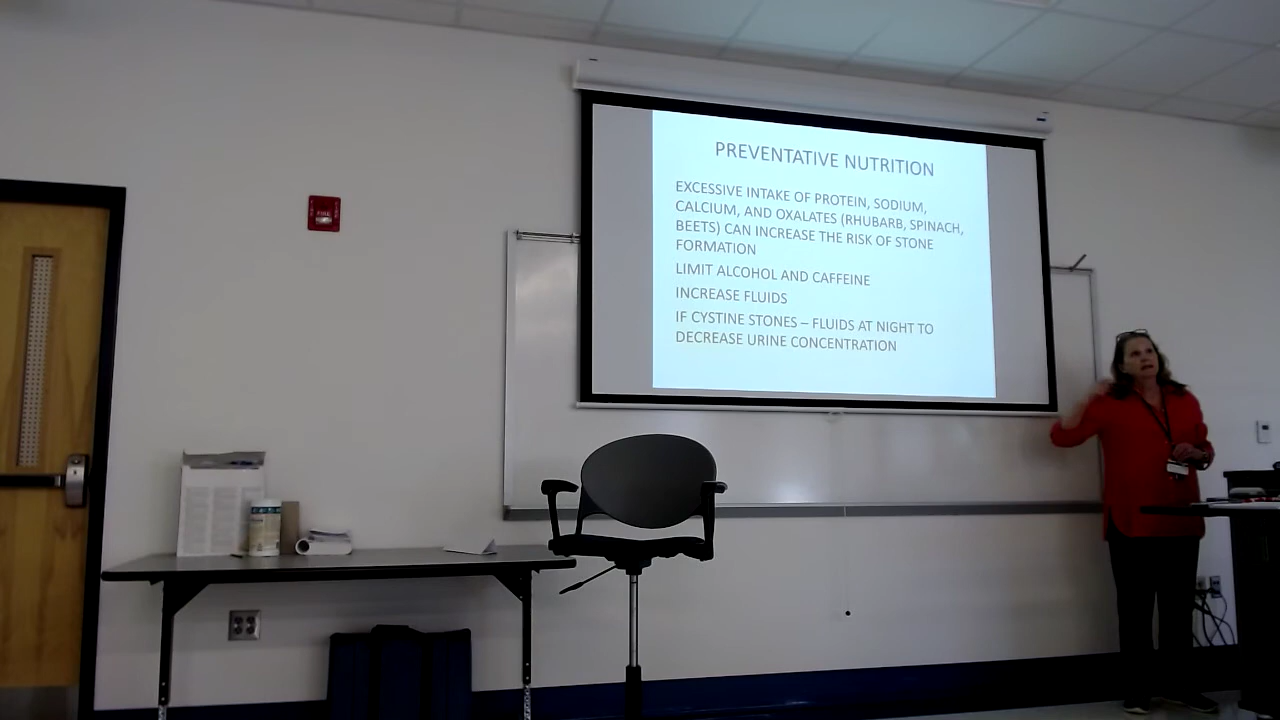 PREVENTATIVE NUTRITION
EXCESSIVE INTAKE OF PROTEIN, SODIUM,
CALCIUM, AND OXALATES (RHUBARB, SPINACH,
BEETS) CAN INCREASE THE RISK OF STONE
FORMATION
LIMIT ALCOHOL AND CAFFEINE
INCREASE FLUIDS
IF CYSTINE STONES – FLUIDS AT NIGHT TO
DECREASE URINE CONCENTRATION
FIRE